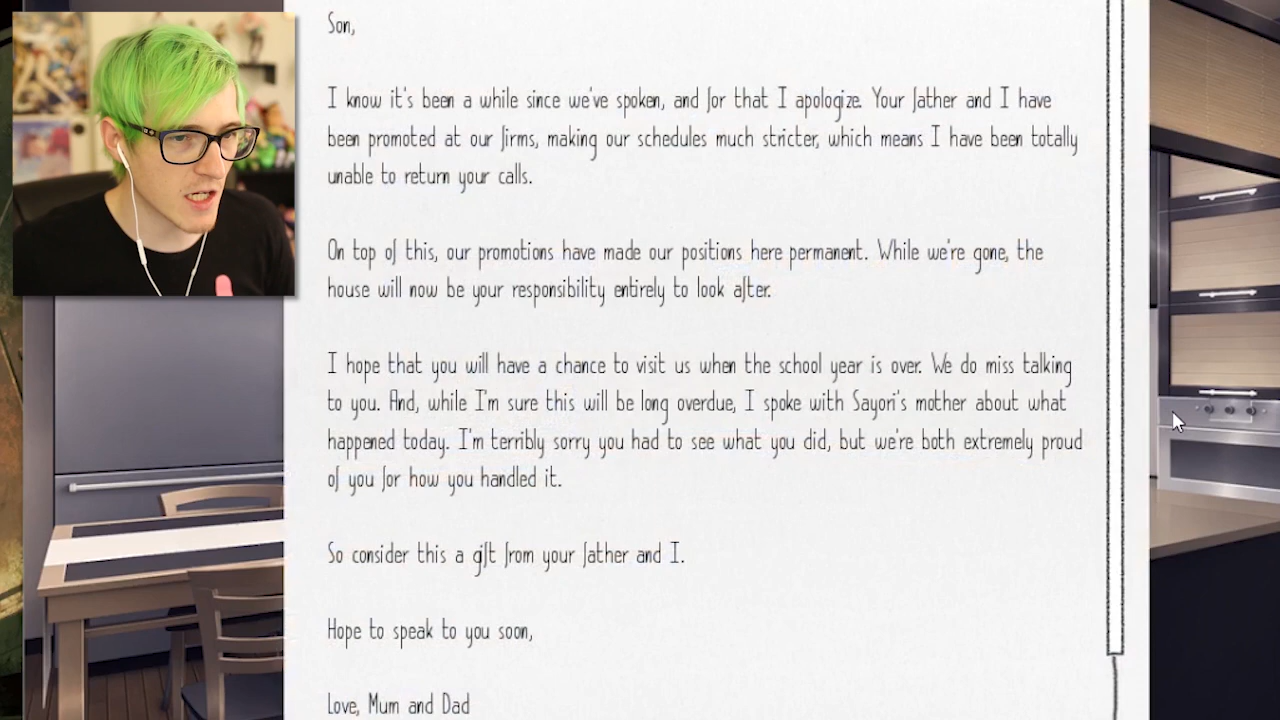 Son,
I know it's been a while since we've spoken, and for that I apologize. Your father and I have
been promoted at our firms, making our schedules much stricter, which means I have been totally
unable to return your calls.
On top of this, our promotions have made our positions here permanent. While we're gone, the
house will now be your responsibility entirely to look after.
I hope that you will have a chance to visit us when the school year is over. We do miss talking
to you. And, while I'm sure this will be long overdue, I spoke with Sayori's mother about what
happened today. I'm terribly sorry you had to see what you did, but we're both extremely proud
of you for how you handled it.
So consider this a gift from your father and I.
Hope to speak to you soon,
Love, Mum and Dad